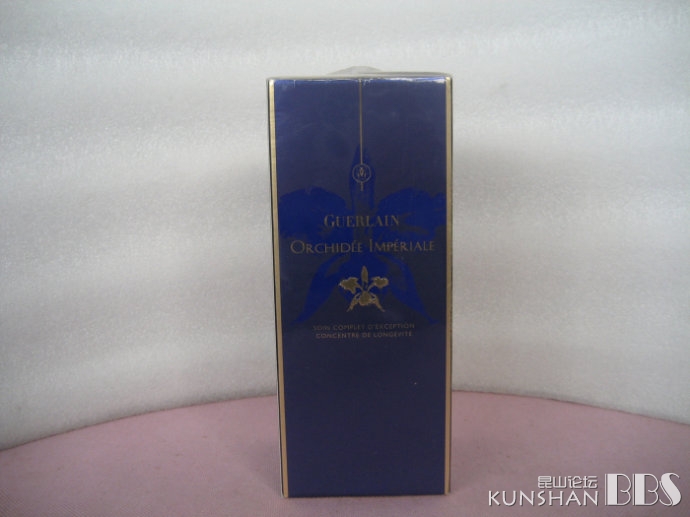 GUERLAIN
ORCHIDÉE IMPÉRIALE
SOIN COMPLET D'EXCEPTION
CONCENTRÉ DE LONGÉVITÉ
昆山论坛
KUNSHAN BBS